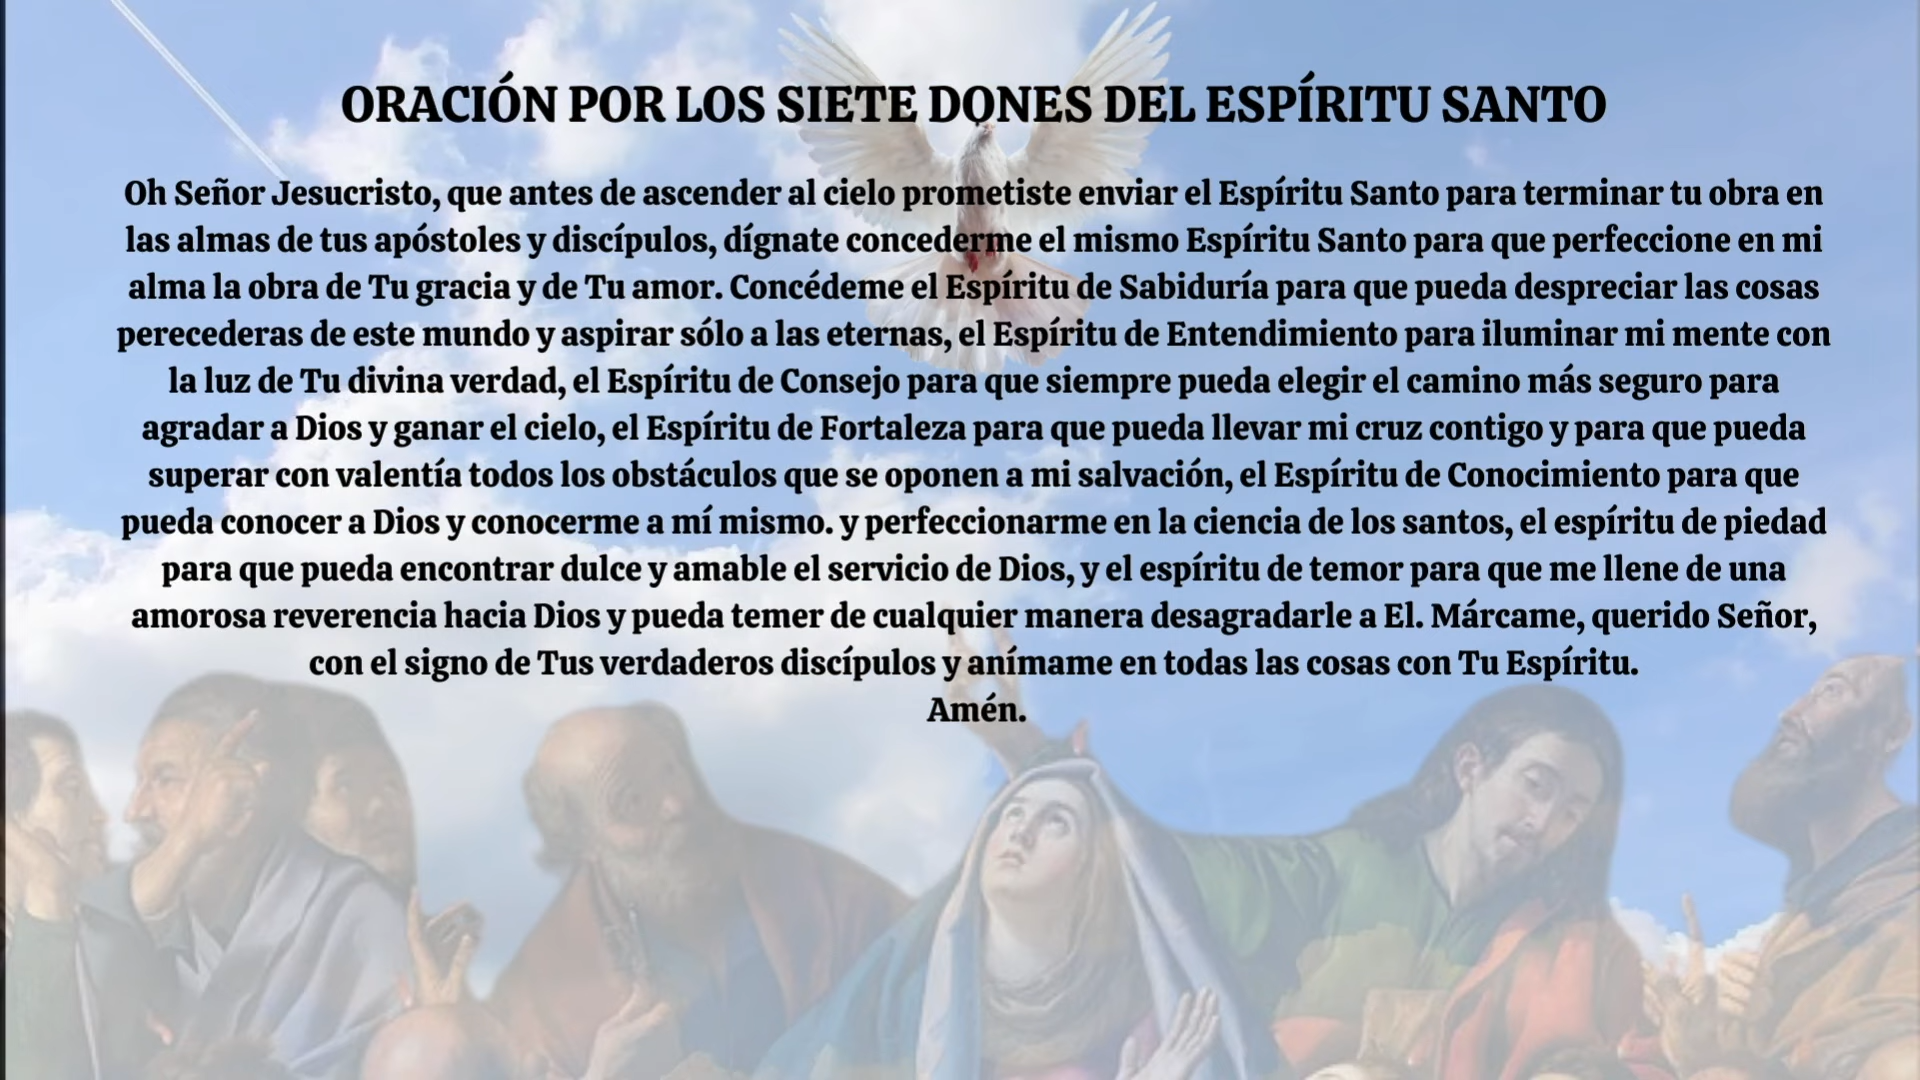 ORACIÓN POR LOS SIETE DONES DEL ESPÍRITU SANTO
Oh Señor Jesucristo, que antes de ascender al cielo prometiste enviar el Espíritu Santo para terminar tu obra en
las almas de tus apóstoles y discípulos, dígnate concederme el mismo Espíritu Santo para que perfeccione en mi
alma la obra de Tu gracia y de Tu amor. Concédeme el Espíritu de Sabiduría para que pueda despreciar las cosas
perecederas de este mundo y aspirar sólo a las eternas, el Espíritu de Entendimiento para iluminar mi mente con
la luz de Tu divina verdad, el Espíritu de Consejo para que siempre pueda elegir el camino más seguro para
agradar a Dios y ganar el cielo, el Espíritu de Fortaleza para que pueda llevar mi cruz contigo y para que pueda
superar con valentía todos los obstáculos que se oponen a mi salvación, el Espíritu de Conocimiento para que
pueda conocer a Dios y conocerme a mí mismo. y perfeccionarme en la ciencia de los santos, el espíritu de piedad
para que pueda encontrar dulce y amable el servicio de Dios, y el espíritu de temor para que me llene de una
amorosa reverencia hacia Dios y pueda temer de cualquier manera desagradarle a El. Márcame, querido Señor,
con el signo de Tus verdaderos discípulos y anímame en todas las cosas con Tu Espíritu.
Amén.